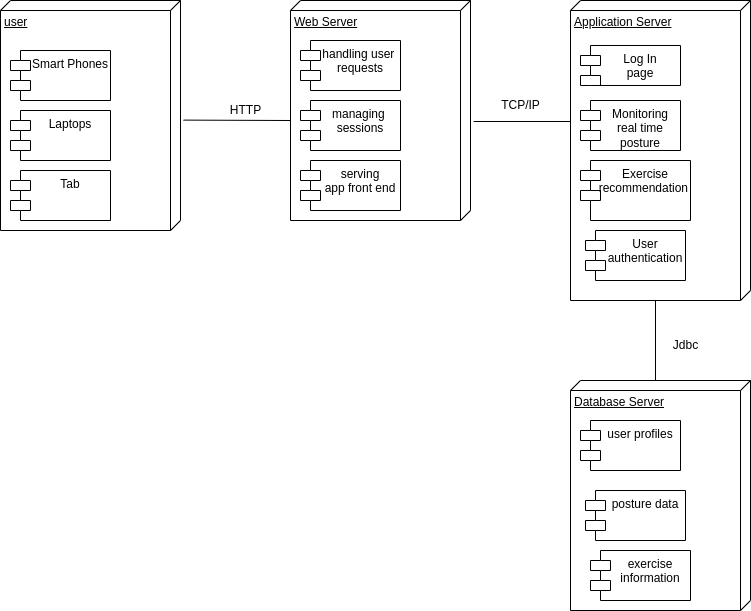 user
Smart Phones
Laptops
Tab
HTTP
Web Server
handling user
requests
managing
sessions
serving
app front end
TCP/IP
Application Server
Log In
page
Monitoring
real time
posture
Exercise
recommendation
User
authentication
Jdbc
Database Server
user profiles
posture data
exercise
information